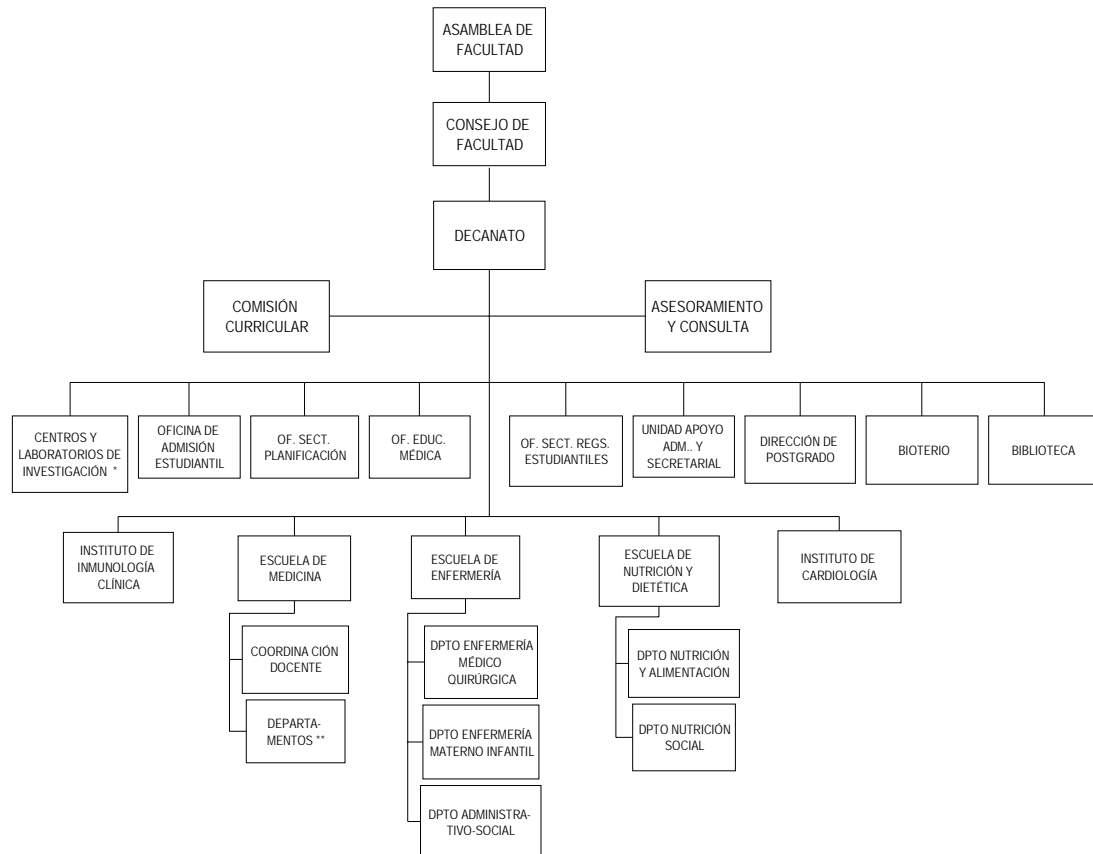 ASAMBLEA DE
FACULTAD
CONSEJO DE
FACULTAD
DECANATO
COMISIÓN
CURRICULAR
ASESORAMIENTO
Y CONSULTA
CENTROS Y
LABORATORIOS DE
INVESTIGACIÓN *
OFICINA DE
ADMISIÓN
ESTUDIANTIL
OF. SECT.
PLANIFICACIÓN
OF. EDUC.
MÉDICA
OF. SECT. REGS.
ESTUDIANTILES
UNIDAD APOYO
ADM.. Y
SECRETARIAL
DIRECCIÓN DE
POSTGRADO
BIOTERIO
BIBLIOTECA
INSTITUTO DE
INMUNOLOGÍA
CLÍNICA
ESCUELA DE
MEDICINA
ESCUELA DE
ENFERMERÍA
ESCUELA DE
NUTRICIÓN Y
DIETÉTICA
INSTITUTO DE
CARDIOLOGÍA
COORDINA CIÓN
DOCENTE
DEPARTA-
MENTOS **
DPTO ENFERMERÍA
MÉDICO
QUIRÚRGICA
DPTO ENFERMERÍA
MATERNO INFANTIL
DPTO ADMINISTRA-
TIVO-SOCIAL
DPTO NUTRICIÓN
Y ALIMENTACIÓN
DPTO NUTRICIÓN
SOCIAL